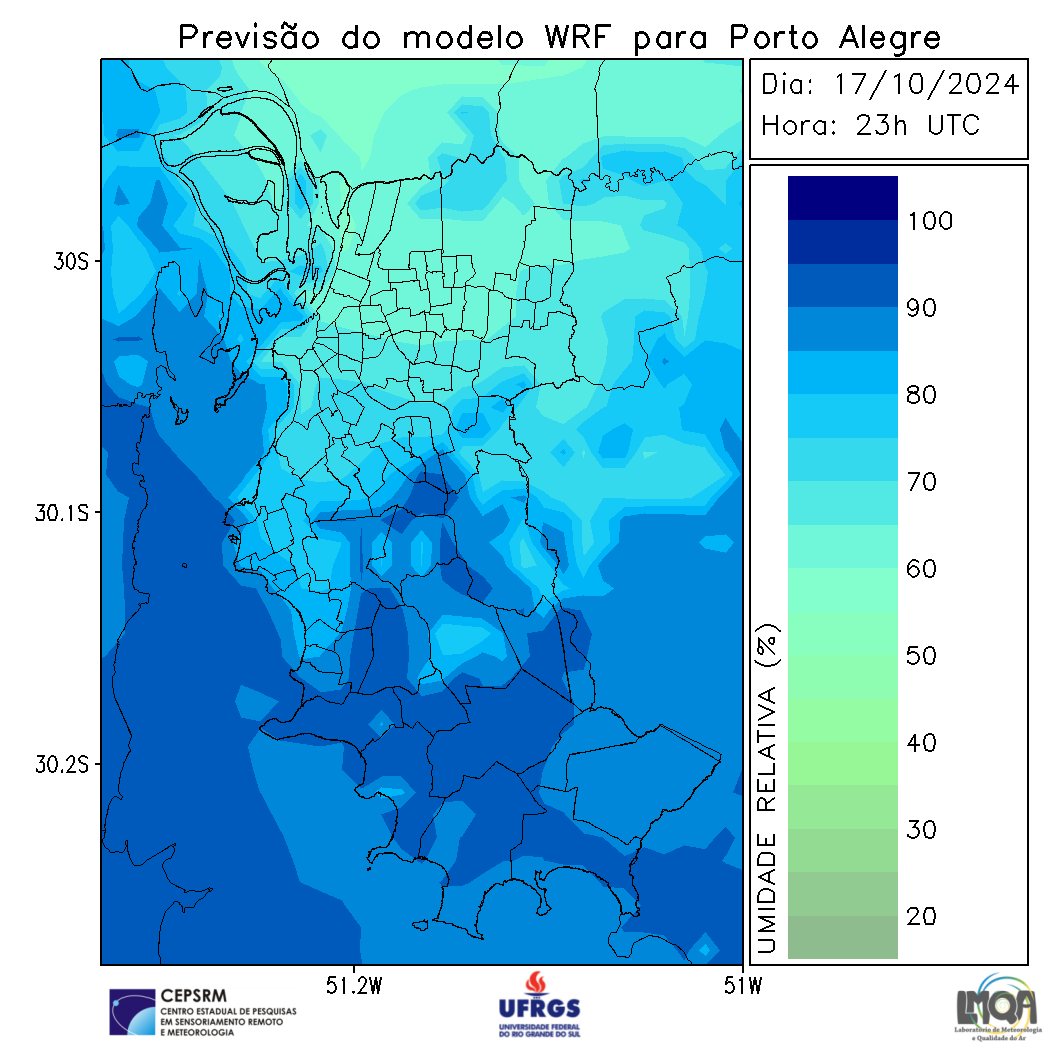 Previsão do modelo WRF para Porto Alegre
Dia: 17/10/2024
Hora: 23h UTC
100
90
80
70
60
50
40
30
20
UMIDADE RELATIVA (%)
30S
30.1S
30.2S
51.2W
51W
CEPSRM
CENTRO ESTADUAL DE PESQUISAS
EM SENSORIAMENTO REMOTO
E METEOROLOGIA
UFRGS
UNIVERSIDADE FEDERAL
DO RIO GRANDE DO SUL
LMQA
Laboratório de Meteorologia
e Qualidade do Ar